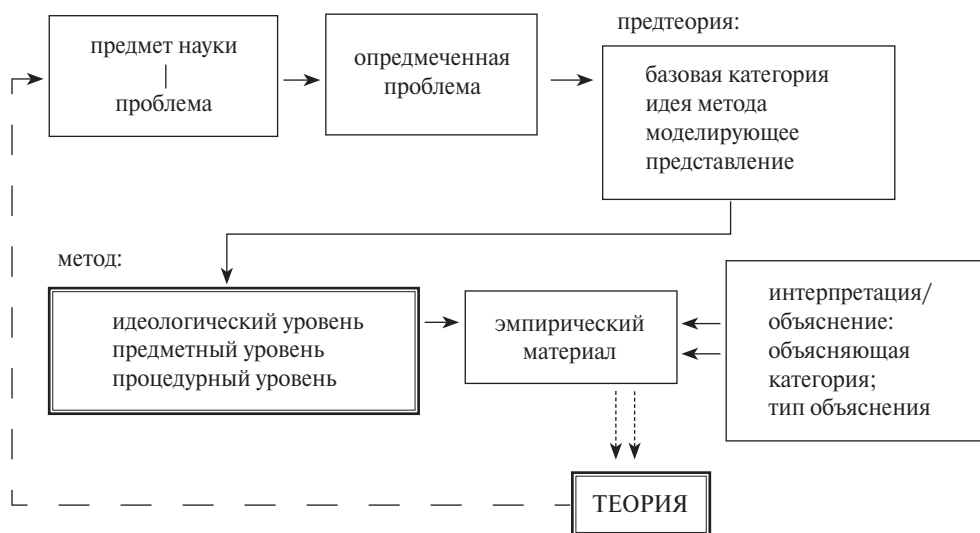 предмет науки
проблема
опредмеченная
проблема
предтеория:
базовая категория
идея метода
моделирующее
представление
метод:
идеологический уровень
предметный уровень
процедурный уровень
эмпирический
материал
интерпретация/
объяснение:
объясняющая
категория;
тип объяснения
ТЕОРИЯ